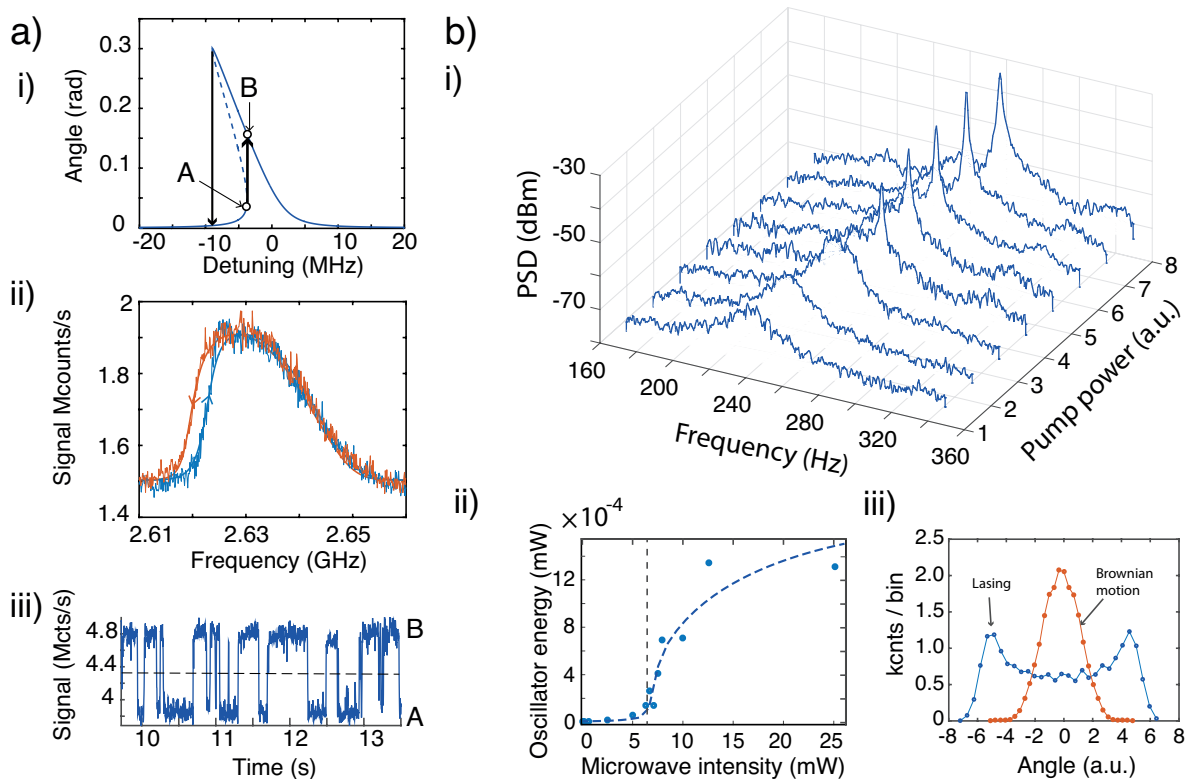 a)
i)
Angle (rad)
0.3
0.2
0.1
0
A
B
-20 -10 0 10 20
Detuning (MHz)
ii)
Signal Mcounts/s
2
1.8
1.6
1.4
2.61 2.63 2.65
Frequency (GHz)
iii)
Signal (Mcts/s)
4.8
4.4
4
B
A
10 11 12 13
Time (s)
b)
i)
PSD (dBm)
-30
-50
-70
160 200 240 280 320 360
Frequency (Hz)
1 2 3 4 5 6 7 8
Pump power (a.u.)
ii)
×10-4
Oscillator energy (mW)
12
8
4
0
0 5 10 15 20 25
Microwave intensity (mW)
iii)
kcnts / bin
2.5
2.0
1.5
1.0
0.5
0
Lasing
Brownian
motion
-8 -6 -4 -2 0 2 4 6 8
Angle (a.u.)